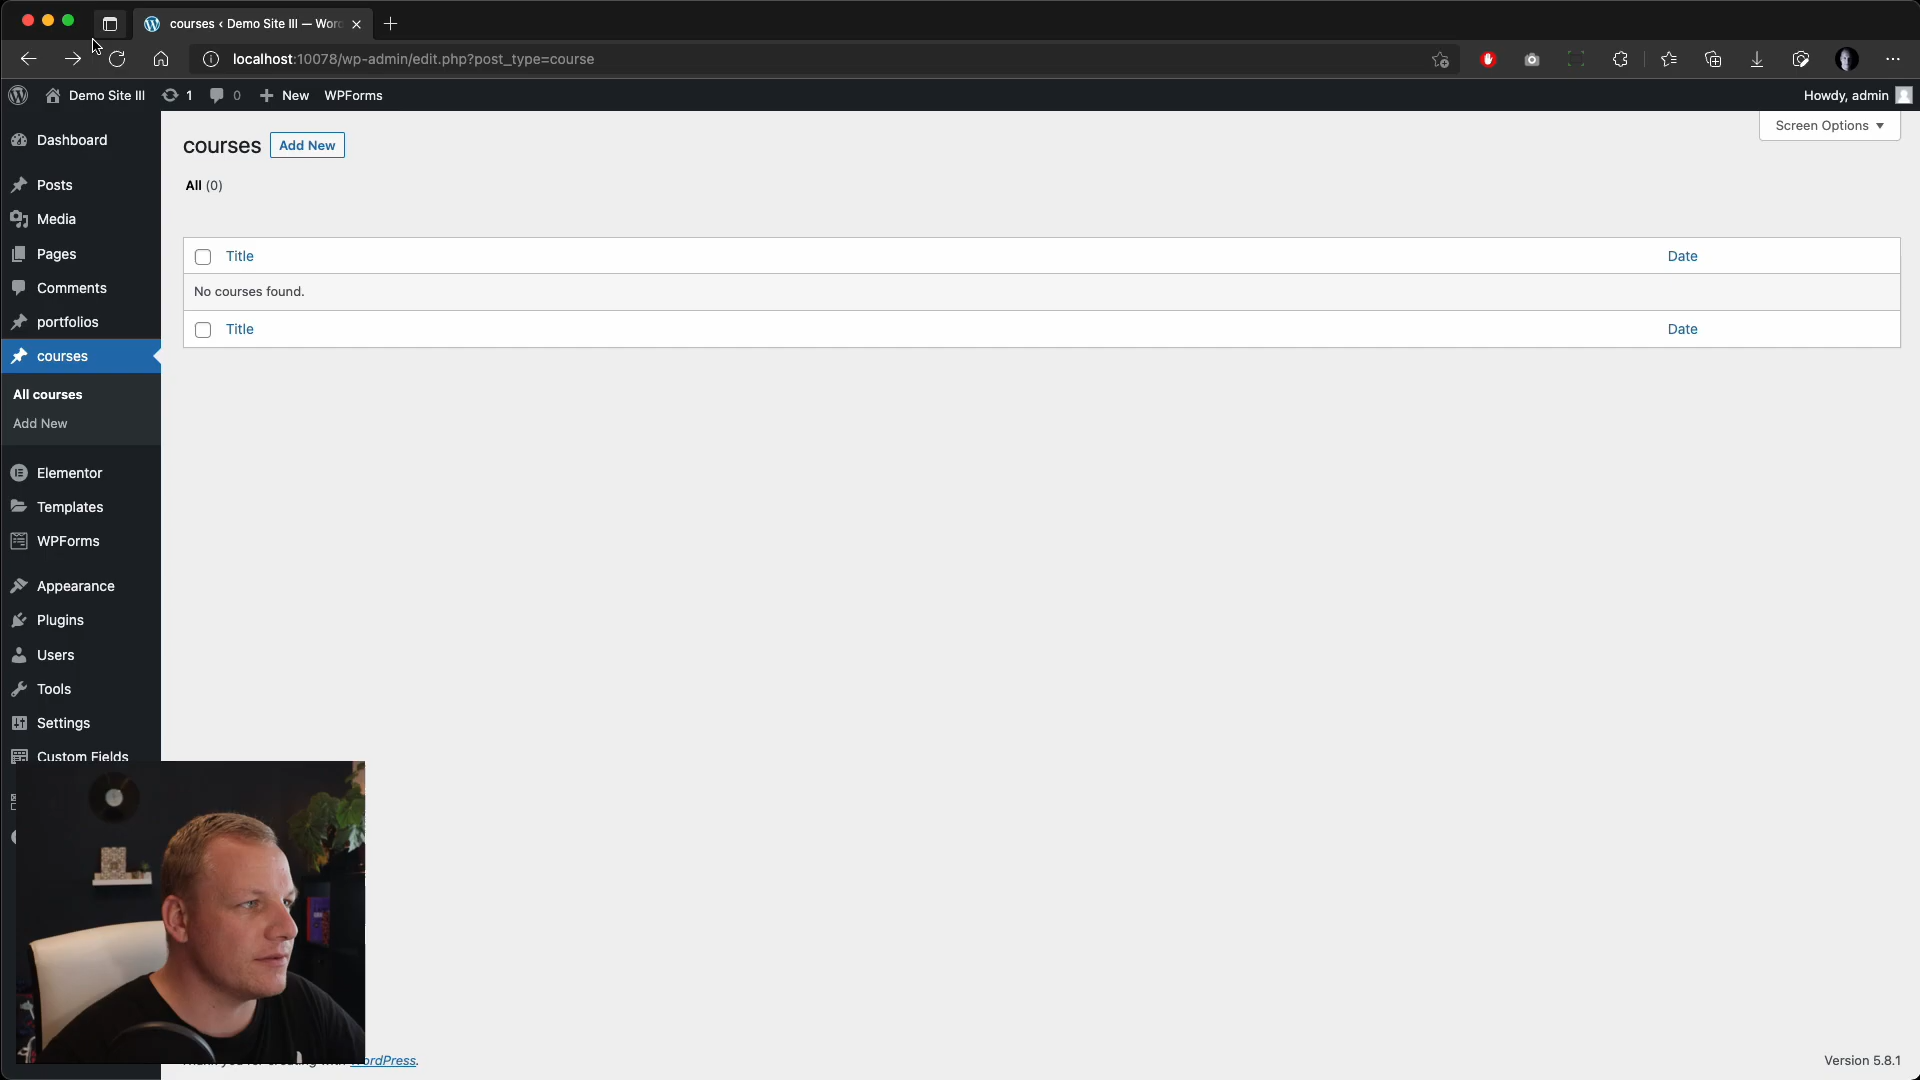 courses ‹ Demo Site III — Wor
localhost:10078/wp-admin/edit.php?post_type=course
Demo Site III 1 0 New WPForms
Howdy, admin
Screen Options
Dashboard
Posts
Media
Pages
Comments
portfolios
courses
All courses
Add New
Elementor
Templates
WPForms
Appearance
Plugins
Users
Tools
Settings
Custom Fields
courses Add New
All (0)
Title Date
No courses found.
Title Date
ordPress.
Version 5.8.1